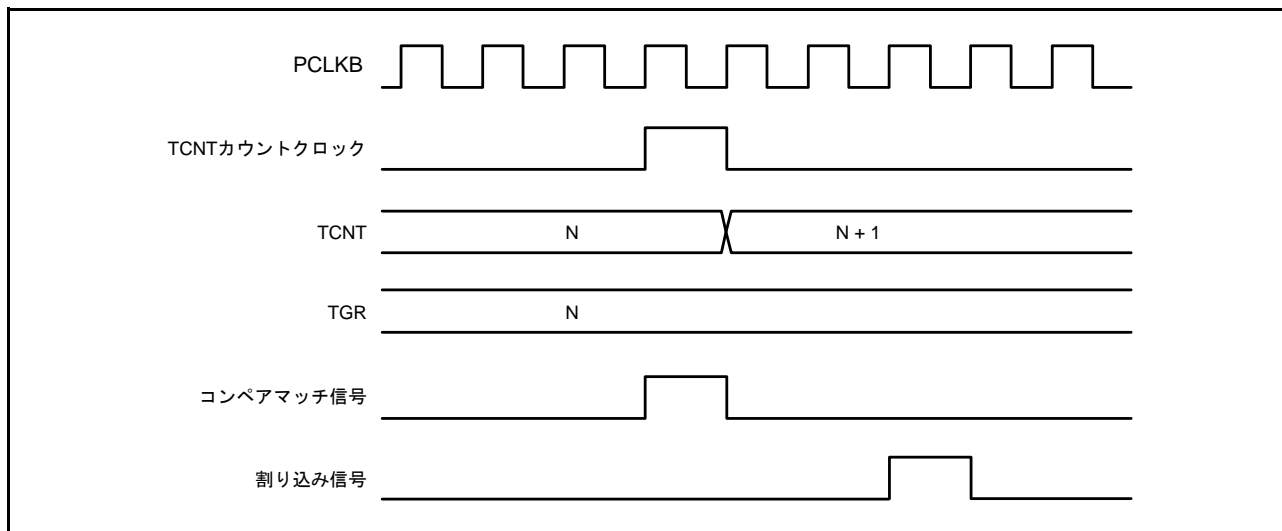 PCLKB
TCNTカウントクロック
TCNT
N
N + 1
TGR
N
コンペアマッチ信号
割り込み信号